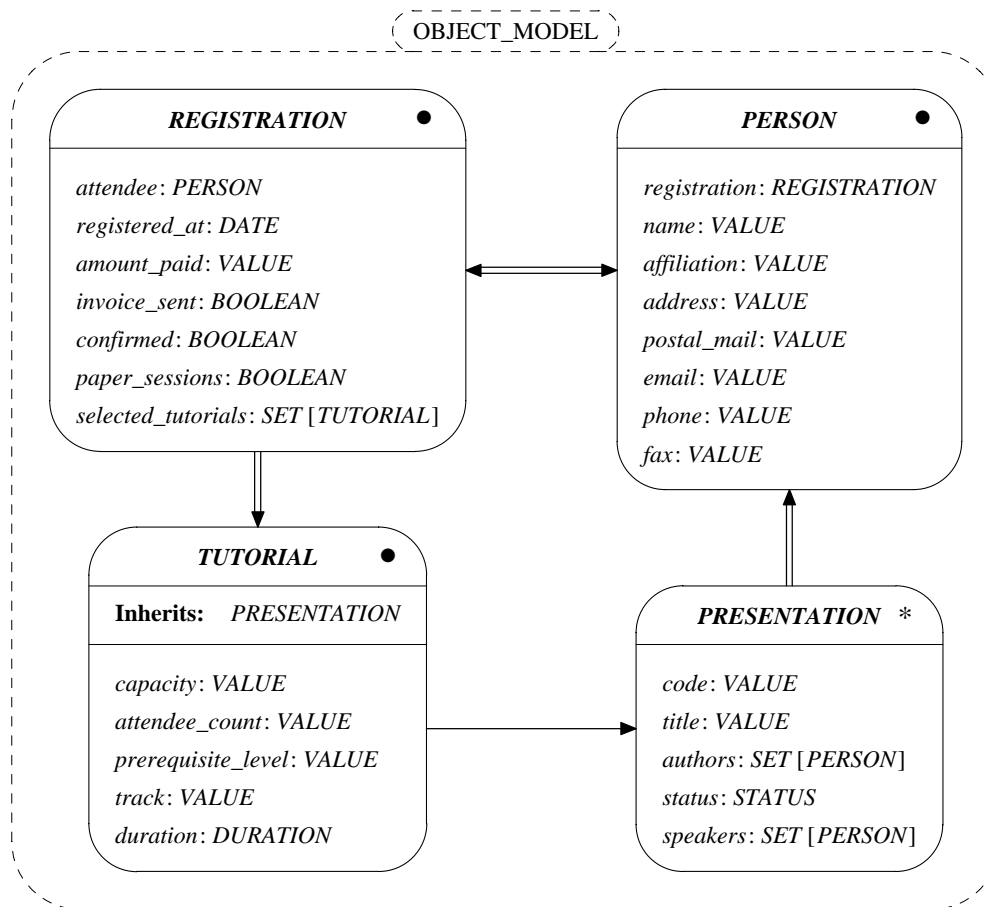 OBJECT_MODEL
REGISTRATION ●
attendee: PERSON
registered_at: DATE
amount_paid: VALUE
invoice_sent: BOOLEAN
confirmed: BOOLEAN
paper_sessions: BOOLEAN
selected_tutorials: SET [TUTORIAL]
PERSON ●
registration: REGISTRATION
name: VALUE
affiliation: VALUE
address: VALUE
postal_mail: VALUE
email: VALUE
phone: VALUE
fax: VALUE
TUTORIAL ●
Inherits: PRESENTATION
capacity: VALUE
attendee_count: VALUE
prerequisite_level: VALUE
track: VALUE
duration: DURATION
PRESENTATION *
code: VALUE
title: VALUE
authors: SET [PERSON]
status: STATUS
speakers: SET [PERSON]